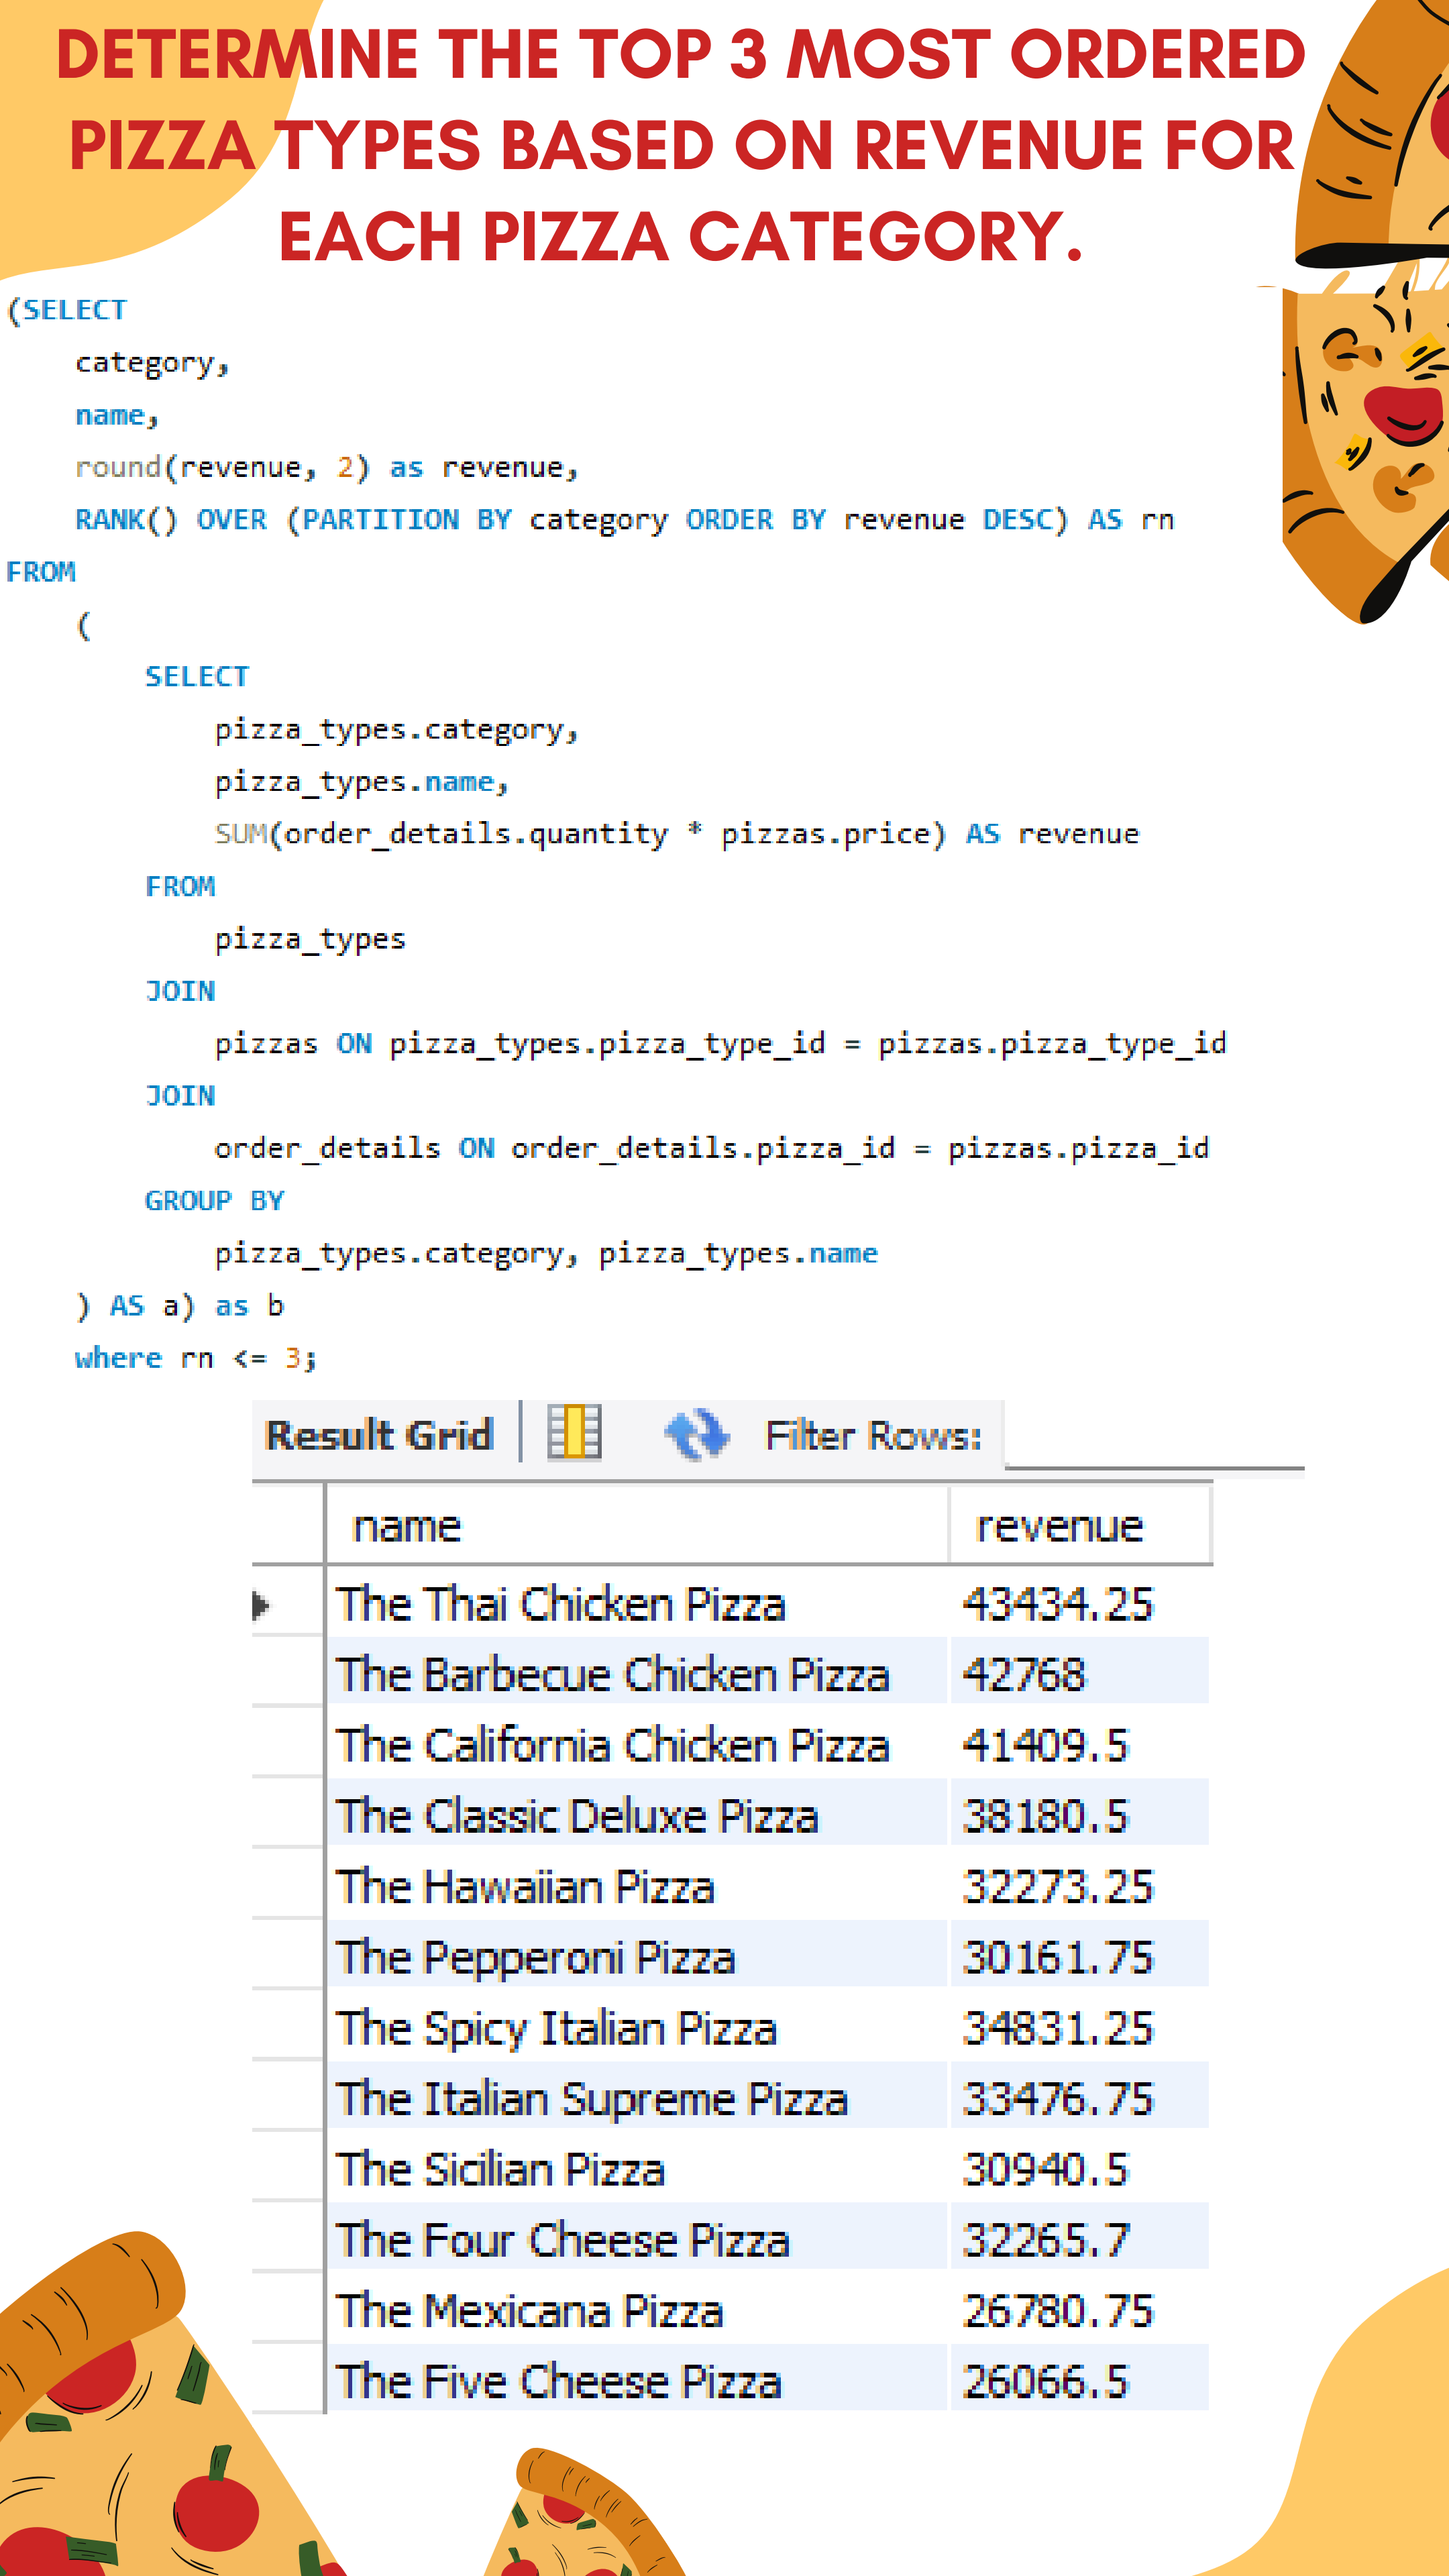 DETERMINE THE TOP 3 MOST ORDERED
PIZZA TYPES BASED ON REVENUE FOR
EACH PIZZA CATEGORY.
(SELECT
category,
name,
round(revenue, 2) as revenue,
RANK() OVER (PARTITION BY category ORDER BY revenue DESC) AS rn
FROM
(
SELECT
pizza_types.category,
pizza_types.name,
SUM(order_details.quantity * pizzas.price) AS revenue
FROM
pizza_types
JOIN
pizzas ON pizza_types.pizza_type_id = pizzas.pizza_type_id
JOIN
order_details ON order_details.pizza_id = pizzas.pizza_id
GROUP BY
pizza_types.category, pizza_types.name
) AS a) as b
where rn <= 3;
Result Grid Filter Rows:
name revenue
The Thai Chicken Pizza 43434.25
The Barbecue Chicken Pizza 42768
The California Chicken Pizza 41409.5
The Classic Deluxe Pizza 38180.5
The Hawaiian Pizza 32273.25
The Pepperoni Pizza 30161.75
The Spicy Italian Pizza 34831.25
The Italian Supreme Pizza 33476.75
The Sicilian Pizza 30940.5
The Four Cheese Pizza 32265.7
The Mexicana Pizza 26780.75
The Five Cheese Pizza 26066.5